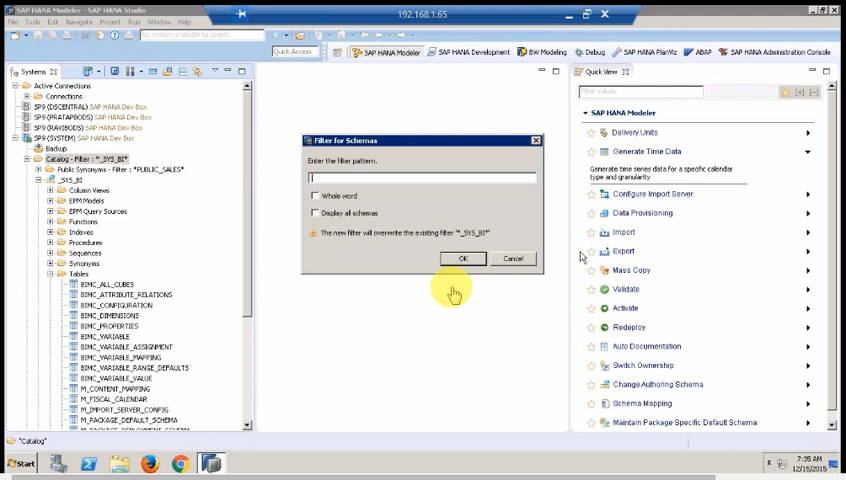 SAP HANA Modeler - SAP HANA Studio
192.168.1.65
File Edit Navigate Project Run Window Help
No system available to search
Quick Access
SAP HANA Modeler
SAP HANA Development
BW Modeling
Debug
SAP HANA PlanViz
ABAP
SAP HANA Administration Console
Systems
Active Connections
Connections
SP9 (DSCENTRAL) SAP HANA Dev Box
SP9 (PRATAPBODS) SAP HANA Dev Box
SP9 (RAVIBODS) SAP HANA Dev Box
SP9 (SYSTEM) SAP HANA Dev Box
Backup
Catalog - Filter : "*_SYS_BI*"
Public Synonyms - Filter : "*PUBLIC_SALES*"
_SYS_BI
Column Views
EPM Models
EPM Query Sources
Functions
Indexes
Procedures
Sequences
Synonyms
Tables
BIMC_ALL_CUBES
BIMC_ATTRIBUTE_RELATIONS
BIMC_CONFIGURATION
BIMC_DIMENSIONS
BIMC_PROPERTIES
BIMC_VARIABLE
BIMC_VARIABLE_ASSIGNMENT
BIMC_VARIABLE_MAPPING
BIMC_VARIABLE_RANGE_DEFAULTS
BIMC_VARIABLE_VALUE
M_CONTENT_MAPPING
M_FISCAL_CALENDAR
M_IMPORT_SERVER_CONFIG
M_PACKAGE_DEFAULT_SCHEMA
Filter for Schemas
Enter the filter pattern.
Whole word
Display all schemas
The new filter will overwrite the existing filter "*_SYS_BI*"
OK
Cancel
Quick View
Filter values
SAP HANA Modeler
Delivery Units
Generate Time Data
Generate time series data for a specific calendar
type and granularity
Configure Import Server
Data Provisioning
Import
Export
Mass Copy
Validate
Activate
Redeploy
Auto Documentation
Switch Ownership
Change Authoring Schema
Schema Mapping
Maintain Package Specific Default Schema
"Catalog"
Start
7:35 AM
12/15/2015